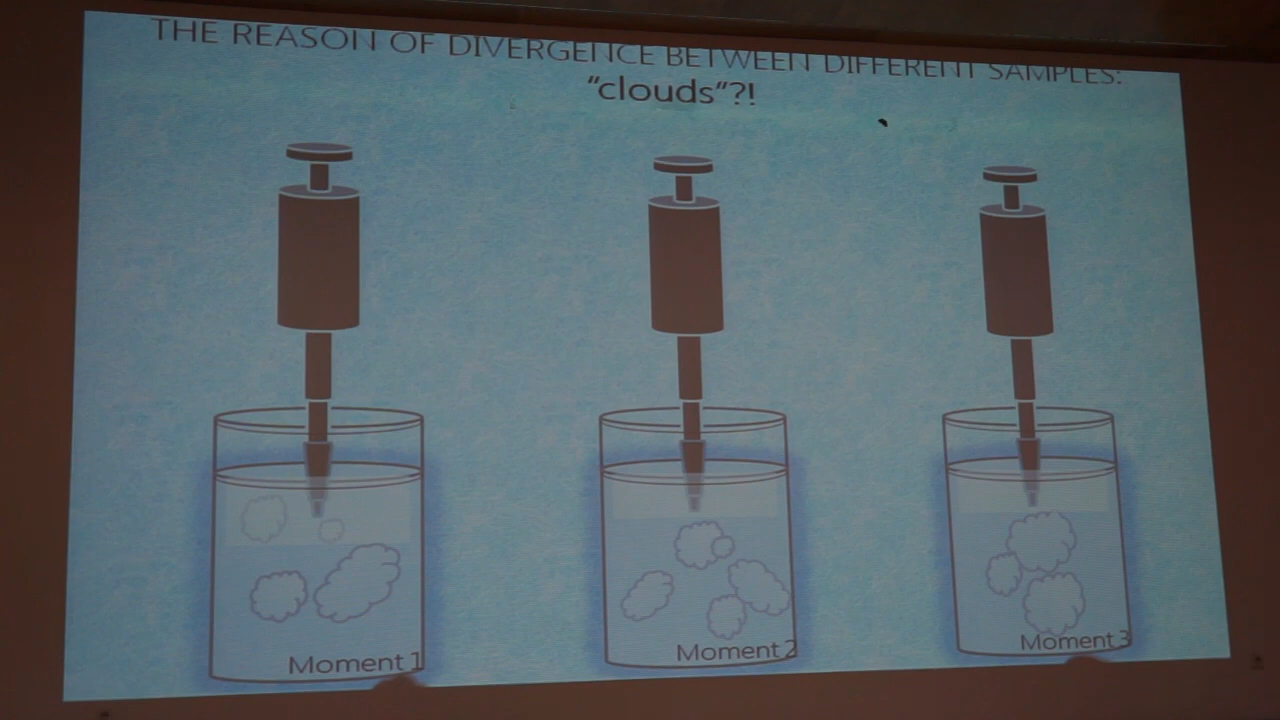 THE REASON OF DIVERGENCE BETWEEN DIFFERENT SAMPLES:
"clouds"?!
Moment 1
Moment 2
Moment 3